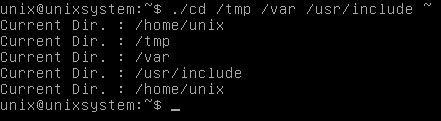 unix@unixsystem:~$ ./cd /tmp /var /usr/include ~
Current Dir. : /home/unix
Current Dir. : /tmp
Current Dir. : /var
Current Dir. : /usr/include
Current Dir. : /home/unix
unix@unixsystem:~$ _